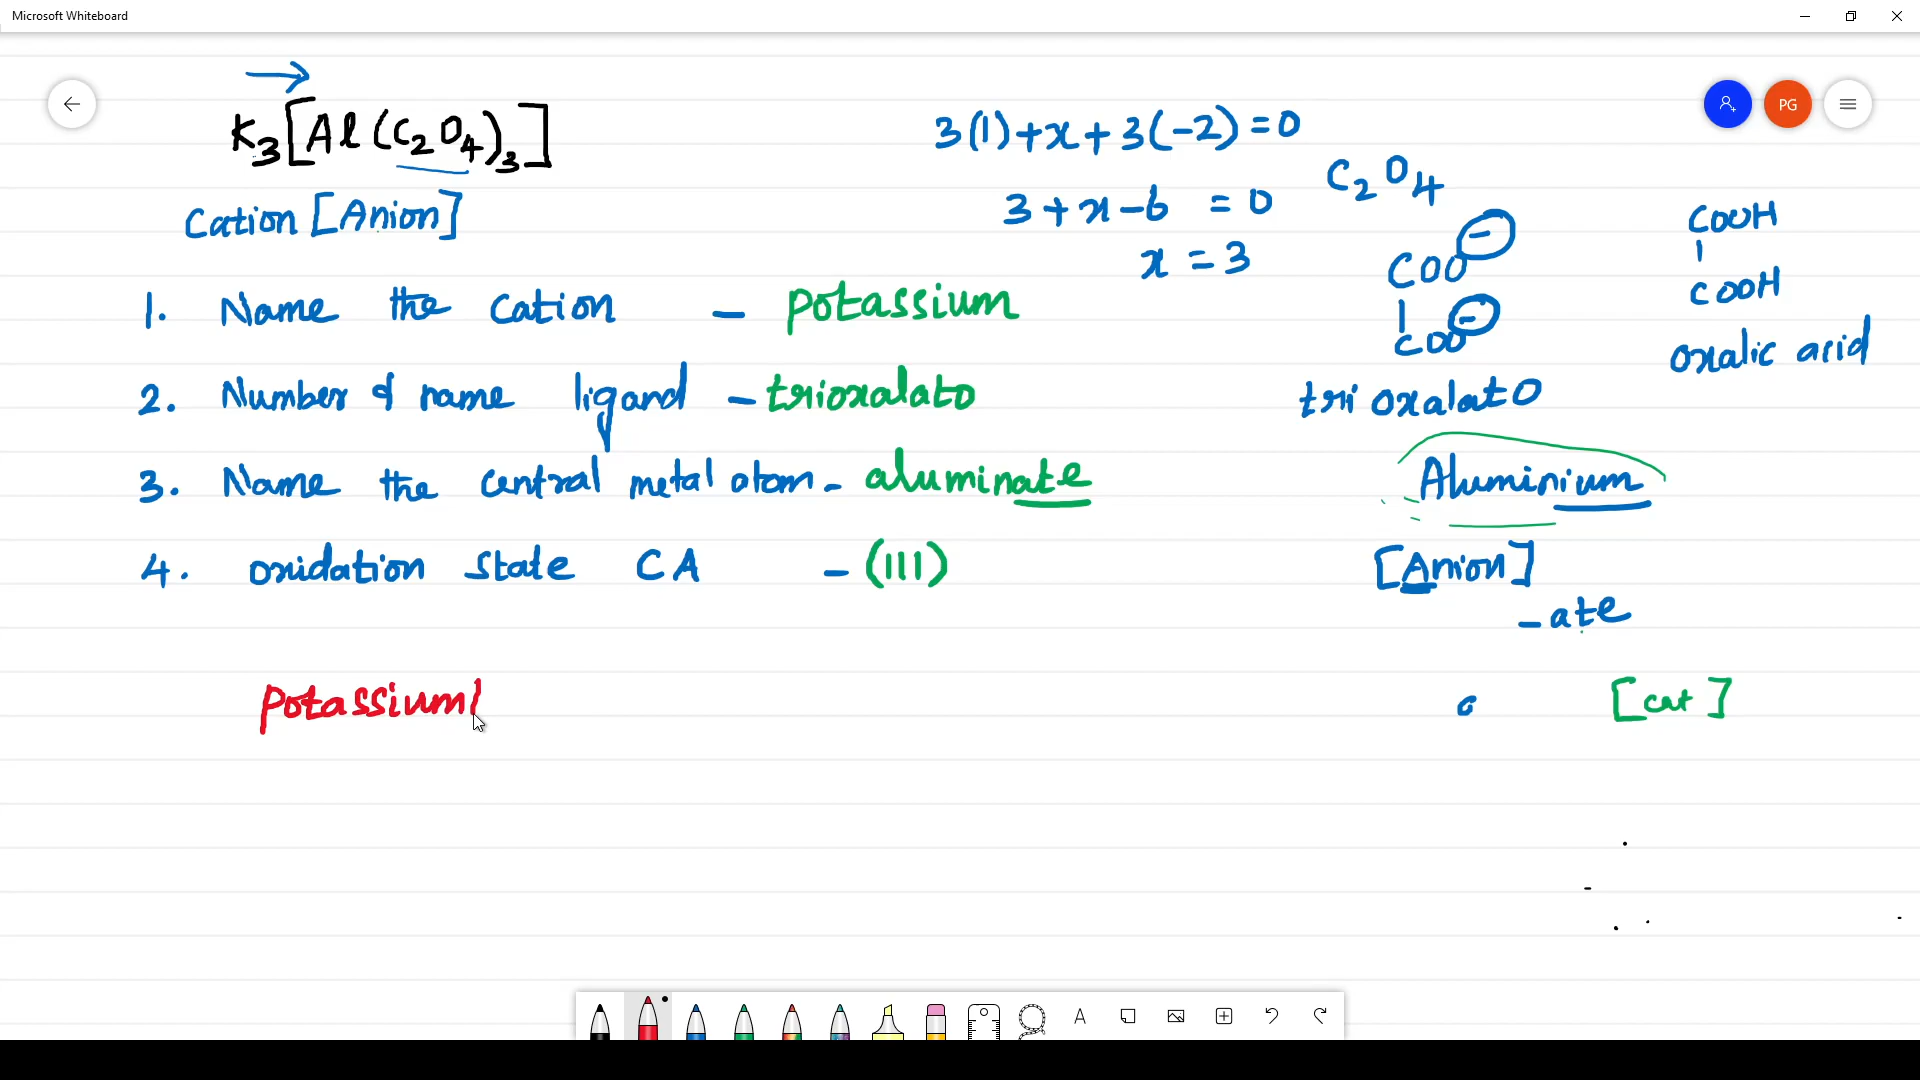 Microsoft Whiteboard
PG
K3[Al(C2O4)3]
Cation [Anion]
1. Name the cation - Potassium
2. Number & name ligand - trioxalato
3. Name the central metal atom - aluminate
4. oxidation state CA - (III)
Potassium
3(1)+x+3(-2)=0
3+x-6 = 0
x = 3
C2O4
COO-
COO-
trioxalato
COOH
COOH
oxalic acid
Aluminium
[Anion]
-ate
[cat]
A